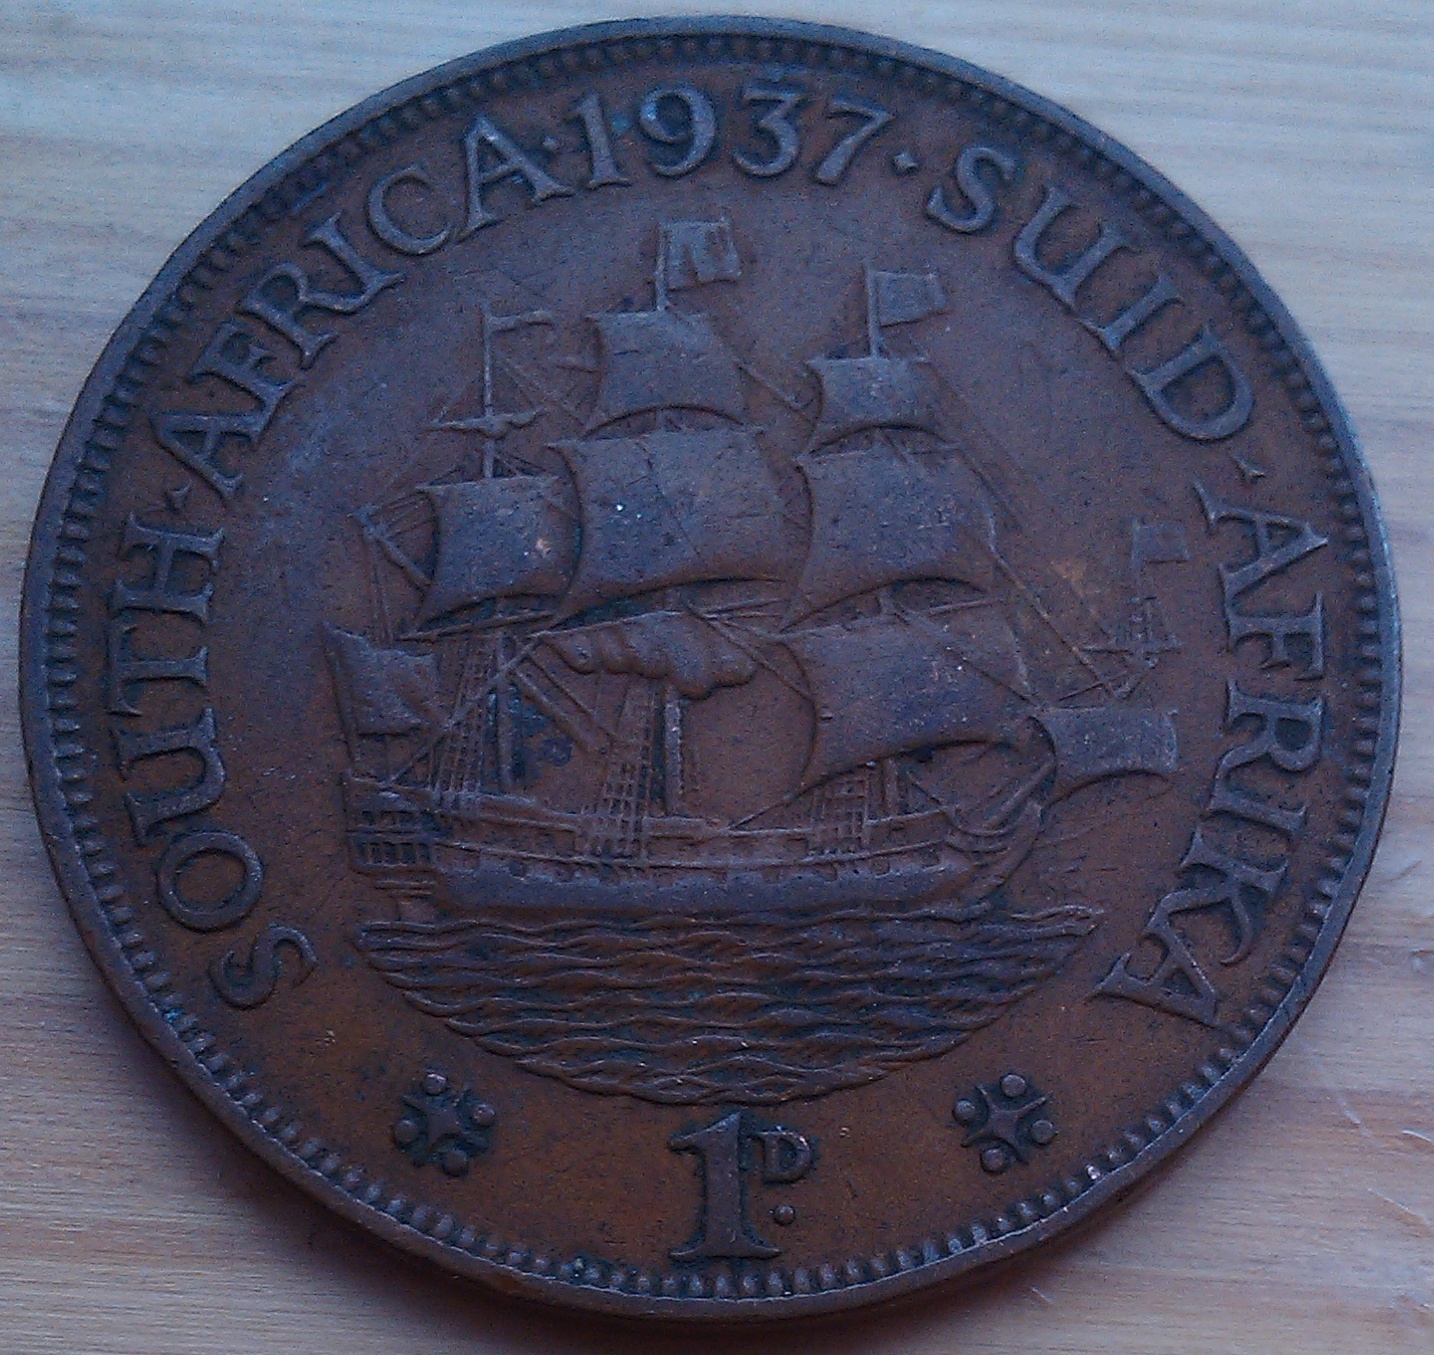 SOUTH · AFRICA · 1937 · SUID · AFRIKA
1D.